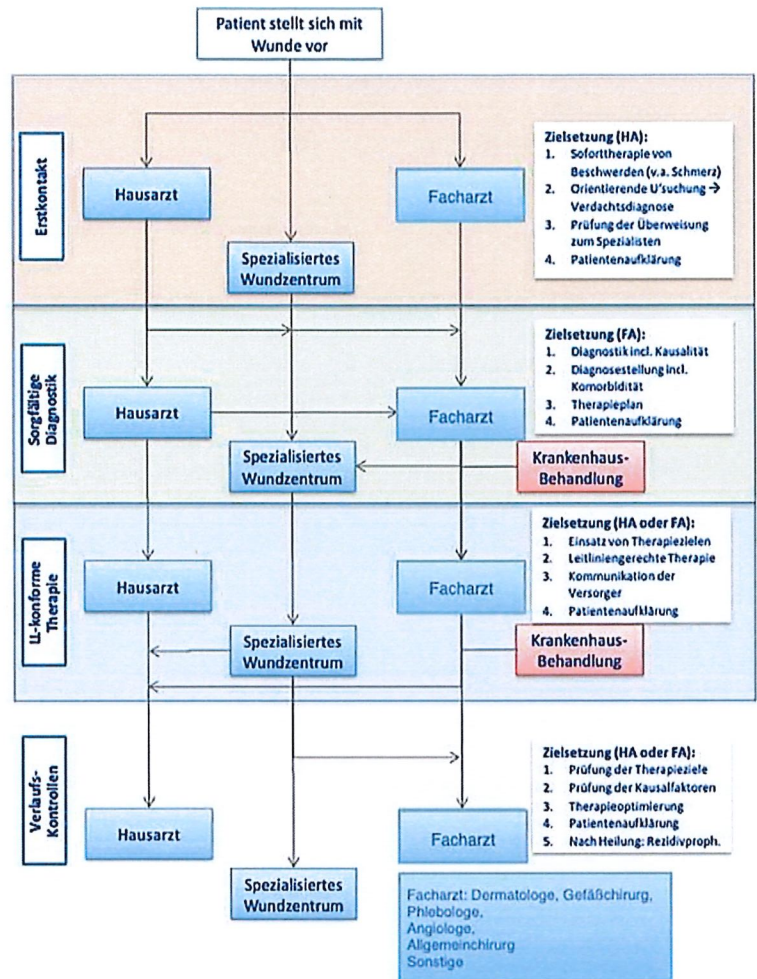 Patient stellt sich mit
Wunde vor
Erstkontakt
Hausarzt
Facharzt
Spezialisiertes
Wundzentrum
Zielsetzung (HA):
1. Soforttherapie von
Beschwerden (v.a. Schmerz)
2. Orientierende U'suchung →
Verdachtsdiagnose
3. Prüfung der Überweisung
zum Spezialisten
4. Patientenaufklärung
Sorgfältige
Diagnostik
Hausarzt
Facharzt
Spezialisiertes
Wundzentrum
Krankenhaus-
Behandlung
Zielsetzung (FA):
1. Diagnostik incl. Kausalität
2. Diagnosestellung incl.
Komorbidität
3. Therapieplan
4. Patientenaufklärung
LL-konforme
Therapie
Hausarzt
Facharzt
Spezialisiertes
Wundzentrum
Krankenhaus-
Behandlung
Zielsetzung (HA oder FA):
1. Einsatz von Therapiezielen
2. Leitliniengerechte Therapie
3. Kommunikation der
Versorger
4. Patientenaufklärung
Verlaufs-
Kontrollen
Hausarzt
Facharzt
Spezialisiertes
Wundzentrum
Zielsetzung (HA oder FA):
1. Prüfung der Therapieziele
2. Prüfung der Kausalfaktoren
3. Therapieoptimierung
4. Patientenaufklärung
5. Nach Heilung: Rezidivproph.
Facharzt: Dermatologe, Gefäßchirurg,
Phlebologe,
Angiologe,
Allgemeinchirurg
Sonstige